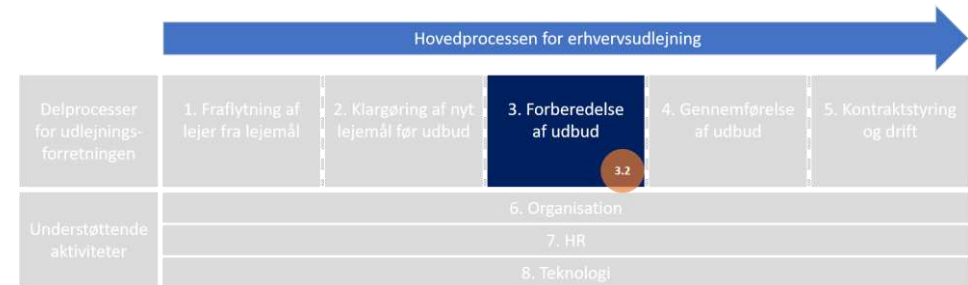 Hovedprocessen for erhvervsudlejning
Delprocesser
for udlejnings-
forretningen
1. Fraflytning af
lejer fra lejemål
2. Klargøring af nyt
lejemål før udbud
3. Forberedelse
af udbud
3.2
4. Gennemførelse
af udbud
5. Kontraktstyring
og drift
Understøttende
aktiviteter
6. Organisation
7. HR
8. Teknologi